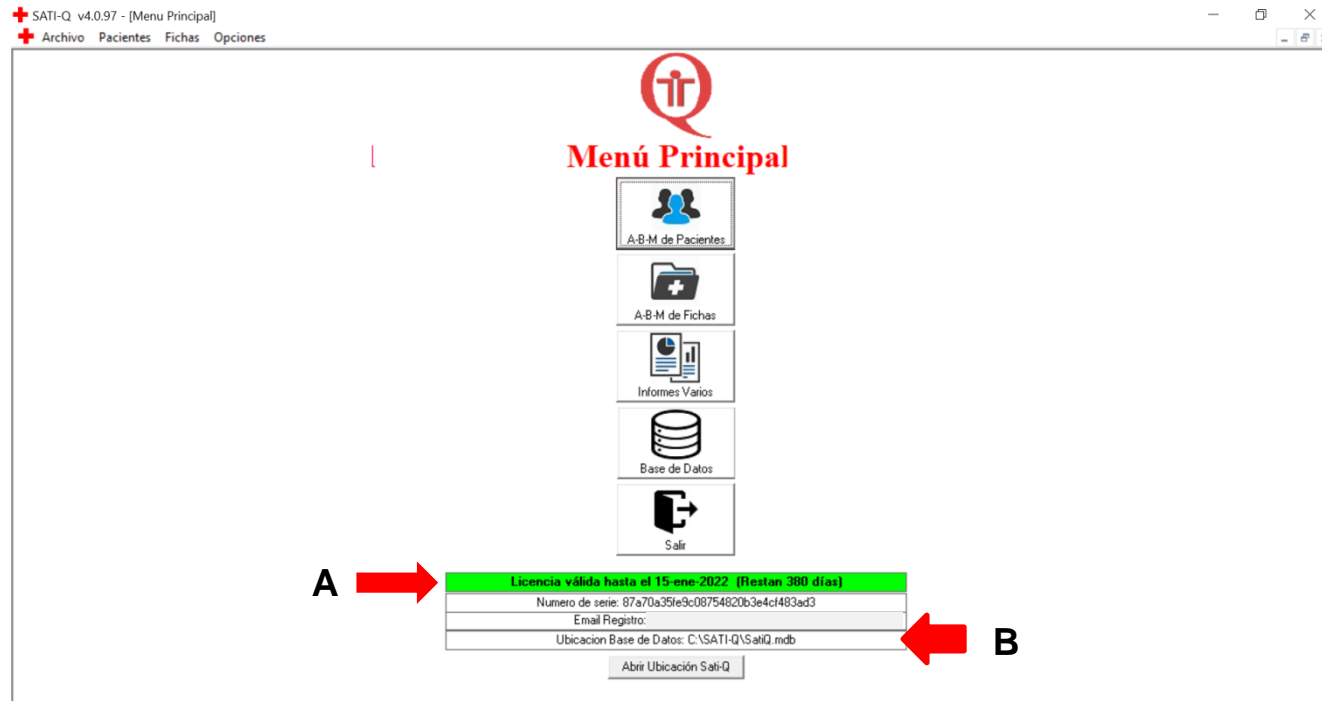 SATI-Q v4.0.97 - [Menu Principal]
Archivo Pacientes Fichas Opciones
Menú Principal
A-B-M de Pacientes
A-B-M de Fichas
Informes Varios
Base de Datos
Salir
A
Licencia válida hasta el 15-ene-2022 (Restan 380 días)
Numero de serie: 87a70a35fe9c08754820b3e4cf483ad3
Email Registro:
Ubicacion Base de Datos: C:\SATI-Q\SatiQ.mdb
B
Abrir Ubicación Sati-Q